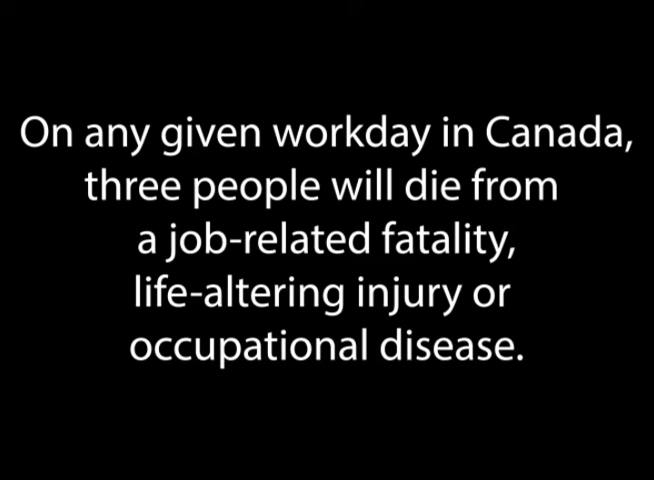 On any given workday in Canada,
three people will die from
a job-related fatality,
life-altering injury or
occupational disease.